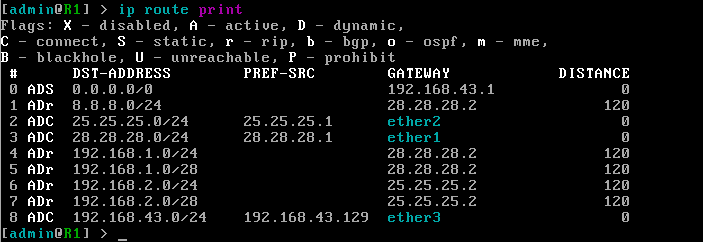 [admin@R1] > ip route print
Flags: X - disabled, A - active, D - dynamic,
C - connect, S - static, r - rip, b - bgp, o - ospf, m - mme,
B - blackhole, U - unreachable, P - prohibit
 #      DST-ADDRESS        PREF-SRC        GATEWAY            DISTANCE
 0 ADS  0.0.0.0/0                          192.168.43.1              0
 1 ADr  8.8.8.0/24                         28.28.28.2              120
 2 ADC  25.25.25.0/24      25.25.25.1      ether2                    0
 3 ADC  28.28.28.0/24      28.28.28.1      ether1                    0
 4 ADr  192.168.1.0/24                     28.28.28.2              120
 5 ADr  192.168.1.0/28                     28.28.28.2              120
 6 ADr  192.168.2.0/24                     25.25.25.2              120
 7 ADr  192.168.2.0/28                     25.25.25.2              120
 8 ADC  192.168.43.0/24    192.168.43.129  ether3                    0
[admin@R1] > _